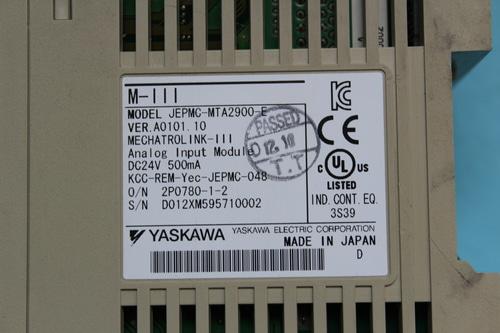 M-III
MODEL JEPMC-MTA2900-E
VER.A0101.10
MECHATROLINK-III
Analog Input Module
DC24V 500mA
KCC-REM-Yec-JEPMC-048
O/N 2P0780-1-2
S/N D012XM595710002
PASSED
12.10
T.T
KC
CE
C UL US
LISTED
IND. CONT. EQ.
3S39
YASKAWA YASKAWA ELECTRIC CORPORATION
MADE IN JAPAN
D